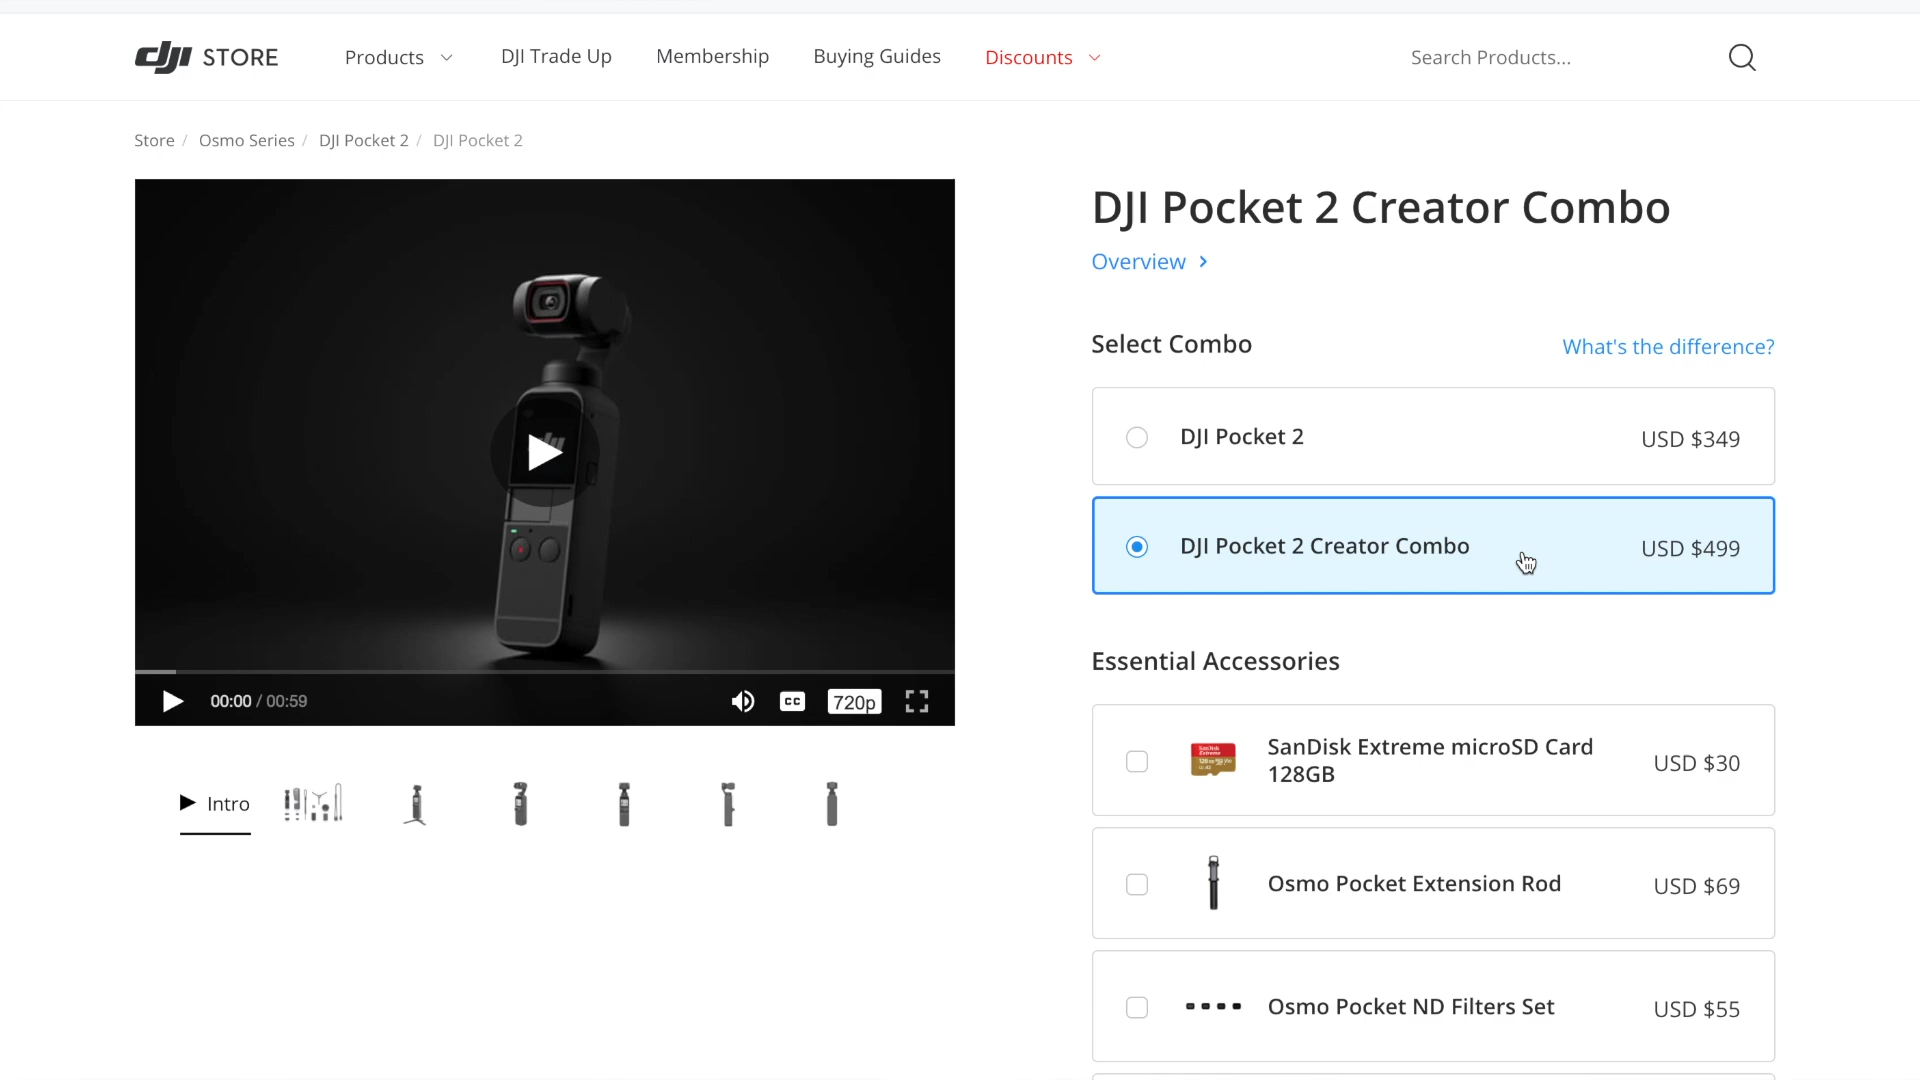 dji STORE
Products
DJI Trade Up
Membership
Buying Guides
Discounts
Search Products...
Store / Osmo Series / DJI Pocket 2 / DJI Pocket 2
DJI Pocket 2 Creator Combo
Overview
Select Combo
What's the difference?
DJI Pocket 2
USD $349
DJI Pocket 2 Creator Combo
USD $499
00:00 / 00:59
CC
720p
Intro
Essential Accessories
SanDisk Extreme microSD Card
128GB
USD $30
Osmo Pocket Extension Rod
USD $69
Osmo Pocket ND Filters Set
USD $55